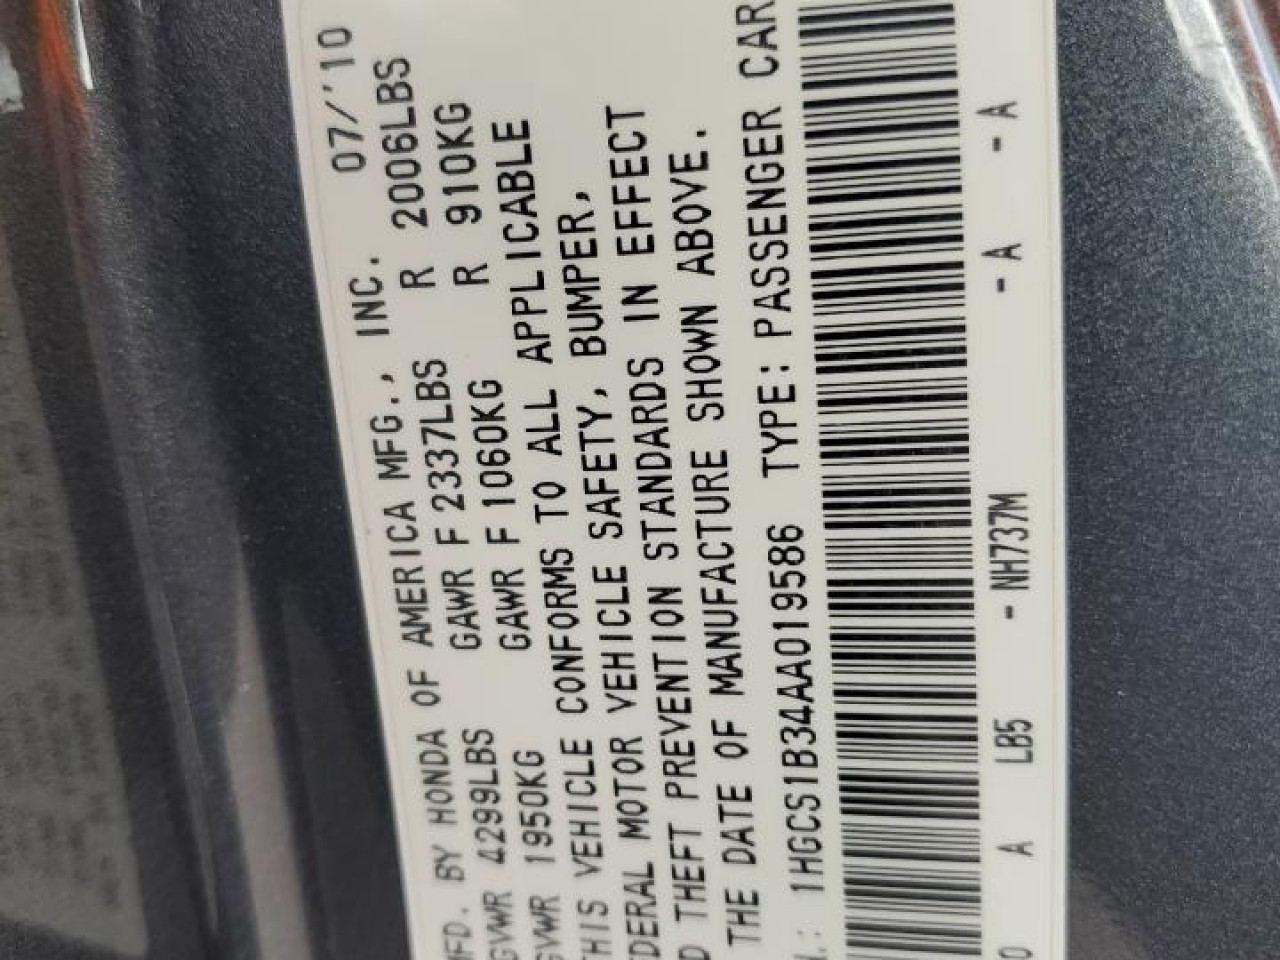 MFD. BY HONDA OF AMERICA MFG., INC. 07/'10
GVWR 4299LBS GAWR F 2337LBS R 2006LBS
GVWR 1950KG GAWR F 1060KG R 910KG
THIS VEHICLE CONFORMS TO ALL APPLICABLE
FEDERAL MOTOR VEHICLE SAFETY, BUMPER,
THEFT PREVENTION STANDARDS IN EFFECT
THE DATE OF MANUFACTURE SHOWN ABOVE.
1HGCS1B34AA019586 TYPE: PASSENGER CAR
A LB5 - NH737M - A - A